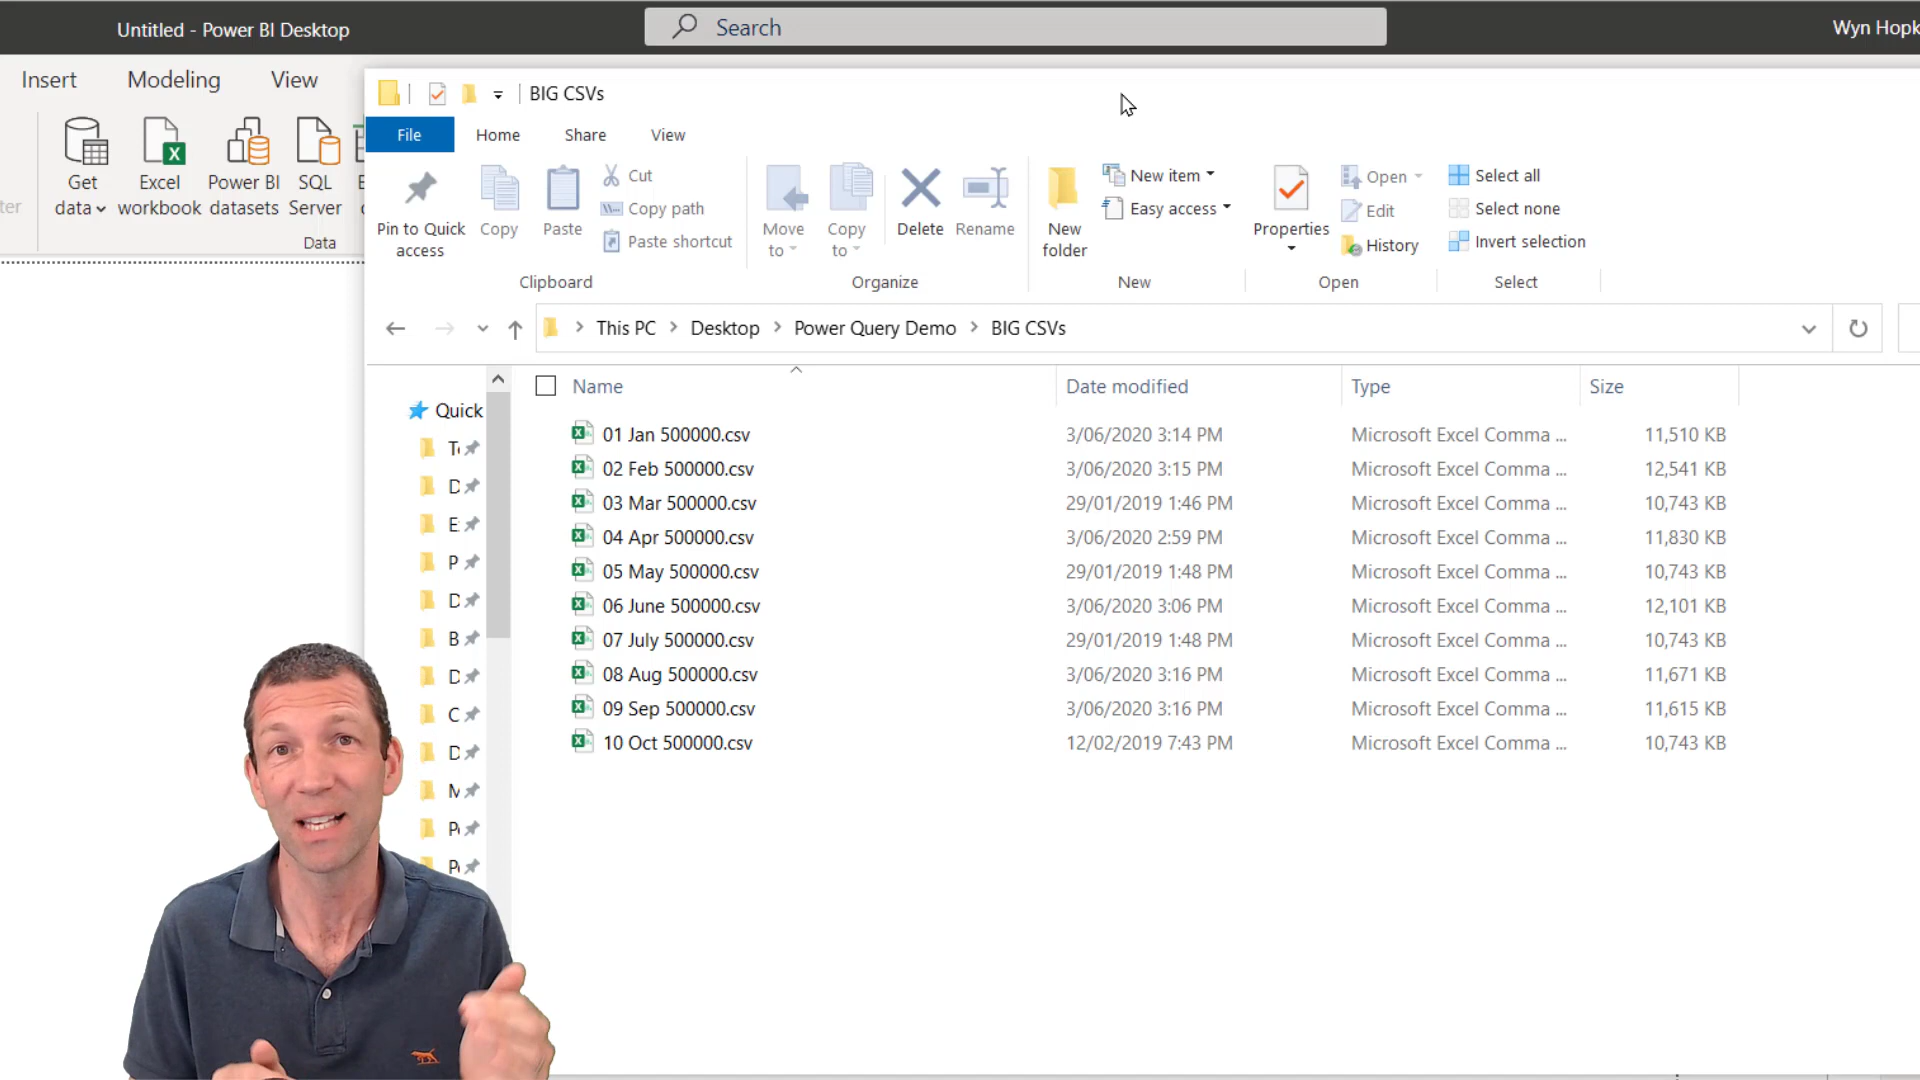 Untitled - Power BI Desktop
Search
Wyn Hopk
Insert
Modeling
View
BIG CSVs
File
Home
Share
View
Get data
Excel workbook
Power BI datasets
SQL Server
Data
Pin to Quick access
Copy
Paste
Cut
Copy path
Paste shortcut
Clipboard
Move to
Copy to
Delete
Rename
Organize
New folder
New item
Easy access
New
Properties
Open
Edit
History
Open
Select all
Select none
Invert selection
Select
This PC
Desktop
Power Query Demo
BIG CSVs
Quick
Name
Date modified
Type
Size
01 Jan 500000.csv 3/06/2020 3:14 PM Microsoft Excel Comma ... 11,510 KB
02 Feb 500000.csv 3/06/2020 3:15 PM Microsoft Excel Comma ... 12,541 KB
03 Mar 500000.csv 29/01/2019 1:46 PM Microsoft Excel Comma ... 10,743 KB
04 Apr 500000.csv 3/06/2020 2:59 PM Microsoft Excel Comma ... 11,830 KB
05 May 500000.csv 29/01/2019 1:48 PM Microsoft Excel Comma ... 10,743 KB
06 June 500000.csv 3/06/2020 3:06 PM Microsoft Excel Comma ... 12,101 KB
07 July 500000.csv 29/01/2019 1:48 PM Microsoft Excel Comma ... 10,743 KB
08 Aug 500000.csv 3/06/2020 3:16 PM Microsoft Excel Comma ... 11,671 KB
09 Sep 500000.csv 3/06/2020 3:16 PM Microsoft Excel Comma ... 11,615 KB
10 Oct 500000.csv 12/02/2019 7:43 PM Microsoft Excel Comma ... 10,743 KB